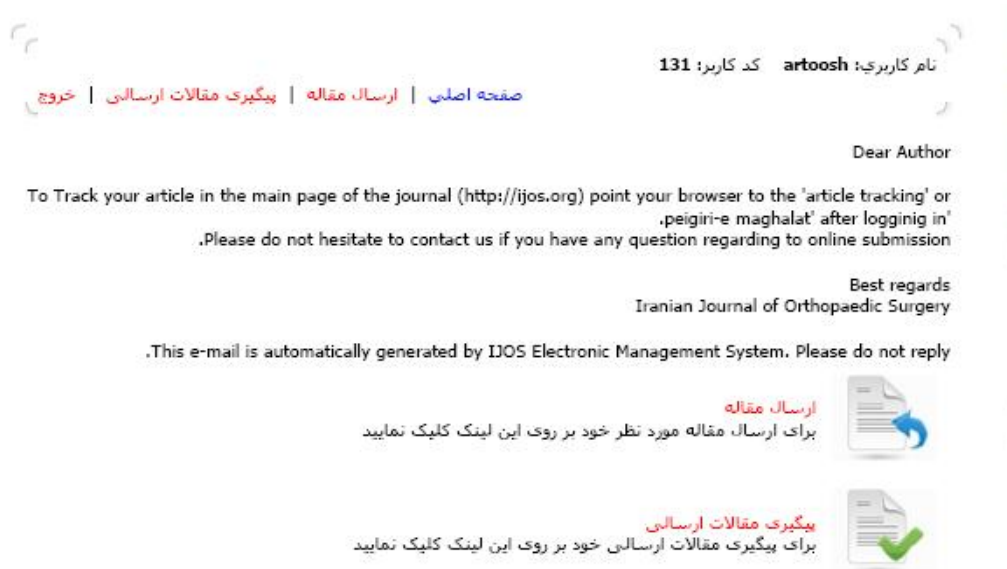 نام کاربري: artoosh کد کاربر: 131
صفحه اصلي | ارسال مقاله | پیگیری مقالات ارسالی | خروج
Dear Author
To Track your article in the main page of the journal (http://ijos.org) point your browser to the 'article tracking' or
.peigiri-e maghalat' after logginig in'
.Please do not hesitate to contact us if you have any question regarding to online submission
Best regards
Iranian Journal of Orthopaedic Surgery
.This e-mail is automatically generated by IJOS Electronic Management System. Please do not reply
ارسال مقاله
برای ارسال مقاله مورد نظر خود بر روی این لینک کلیک نمایید
پیگیری مقالات ارسالی
برای پیگیری مقالات ارسالی خود بر روی این لینک کلیک نمایید